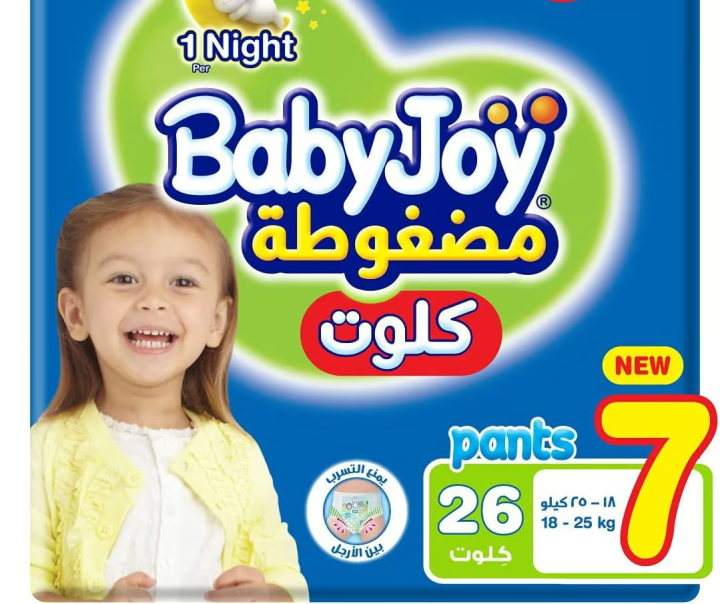 1 Night
Per
BabyJoy®
مضغوطة
كلوت
NEW
7
pants
26
كِلوت
١٨ – ٢٥ كيلو
18 - 25 kg
يمنع التسرب
بين الأرجل